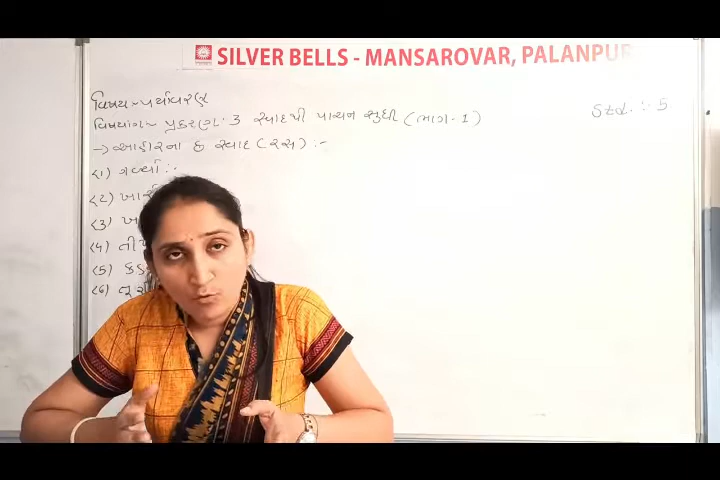 SILVER BELLS - MANSAROVAR, PALANPUR
વિષય:- પર્યાવરણ
Std. :- 5
વિષયાંગ:- પ્રકરણ: 3 સ્વાદથી પાચન સુધી (ભાગ-1)
→ આહારના છ સ્વાદ (રસ) :-
(1) ગળ્યો :-
(2)
(3)
(4)
(5)
(6)